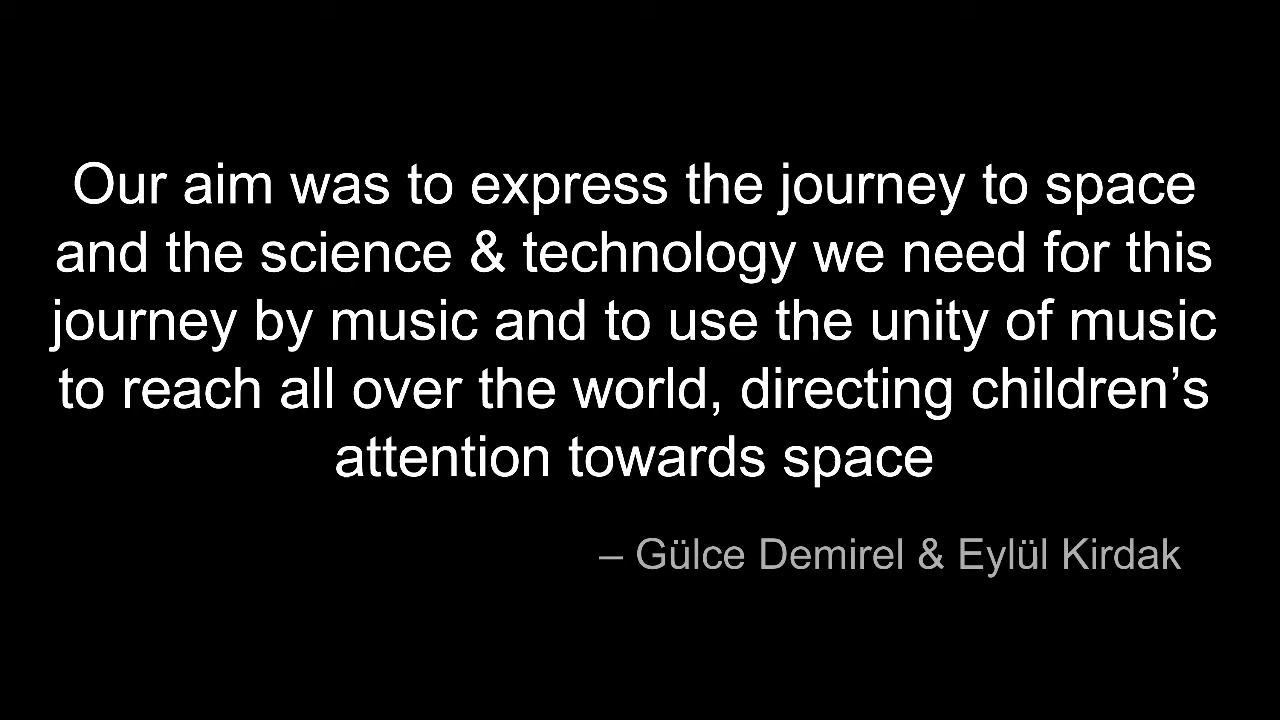 Our aim was to express the journey to space
and the science & technology we need for this
journey by music and to use the unity of music
to reach all over the world, directing children’s
attention towards space
– Gülce Demirel & Eylül Kirdak